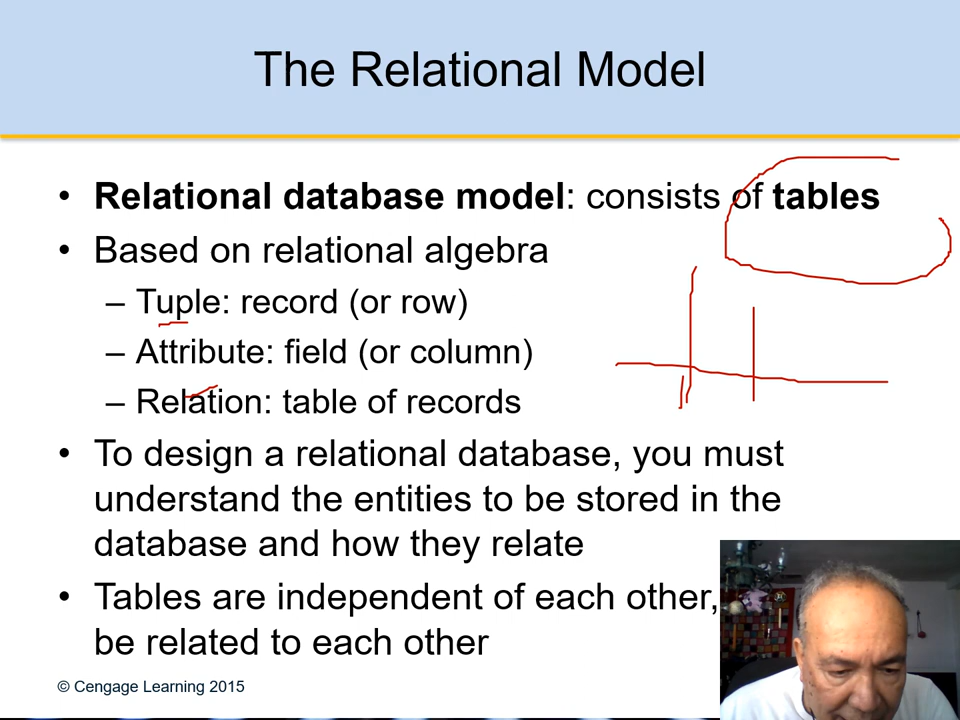 The Relational Model
• Relational database model: consists of tables
• Based on relational algebra
– Tuple: record (or row)
– Attribute: field (or column)
– Relation: table of records
• To design a relational database, you must
understand the entities to be stored in the
database and how they relate
• Tables are independent of each other,
be related to each other
© Cengage Learning 2015